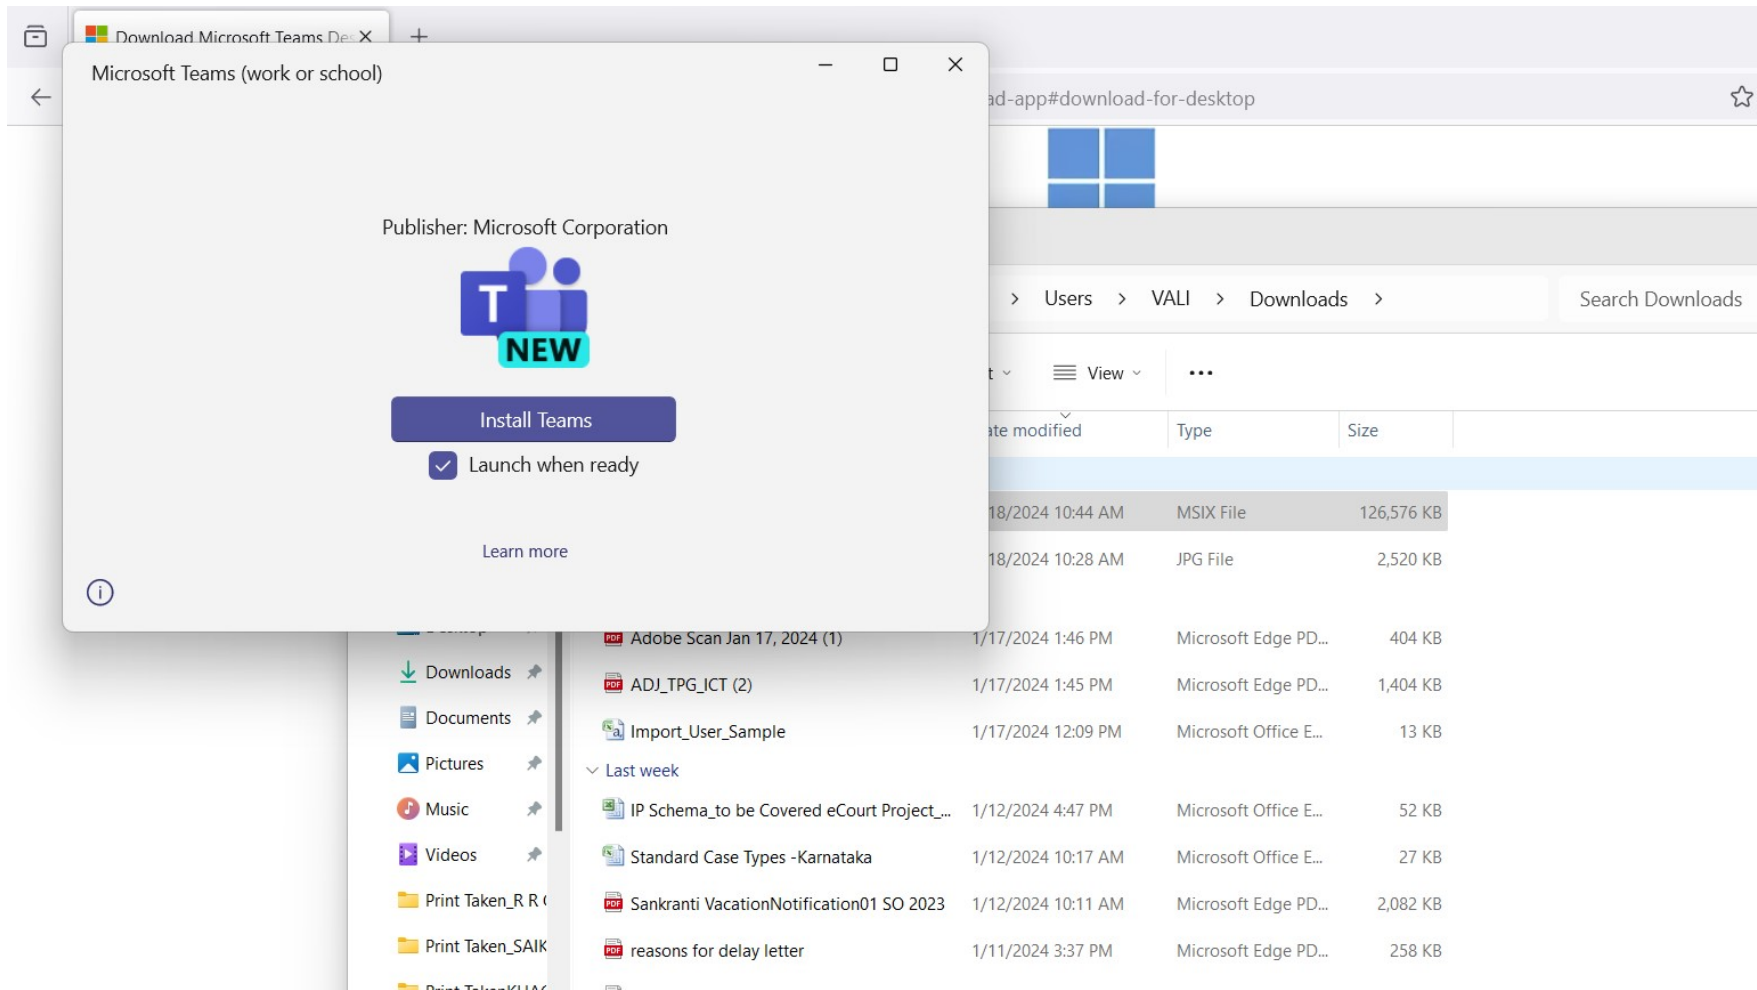 Download Microsoft Teams Des
Microsoft Teams (work or school)
ad-app#download-for-desktop
Publisher: Microsoft Corporation
T
NEW
Install Teams
Launch when ready
Learn more
Users > VALI > Downloads >
Search Downloads
View
ate modified Type Size
18/2024 10:44 AM MSIX File 126,576 KB
18/2024 10:28 AM JPG File 2,520 KB
Adobe Scan Jan 17, 2024 (1) 1/17/2024 1:46 PM Microsoft Edge PD... 404 KB
Downloads
ADJ_TPG_ICT (2) 1/17/2024 1:45 PM Microsoft Edge PD... 1,404 KB
Documents
Import_User_Sample 1/17/2024 12:09 PM Microsoft Office E... 13 KB
Pictures
Last week
Music
IP Schema_to be Covered eCourt Project_... 1/12/2024 4:47 PM Microsoft Office E... 52 KB
Videos
Standard Case Types -Karnataka 1/12/2024 10:17 AM Microsoft Office E... 27 KB
Print Taken_R R
Sankranti VacationNotification01 SO 2023 1/12/2024 10:11 AM Microsoft Edge PD... 2,082 KB
Print Taken_SAIK
reasons for delay letter 1/11/2024 3:37 PM Microsoft Edge PD... 258 KB